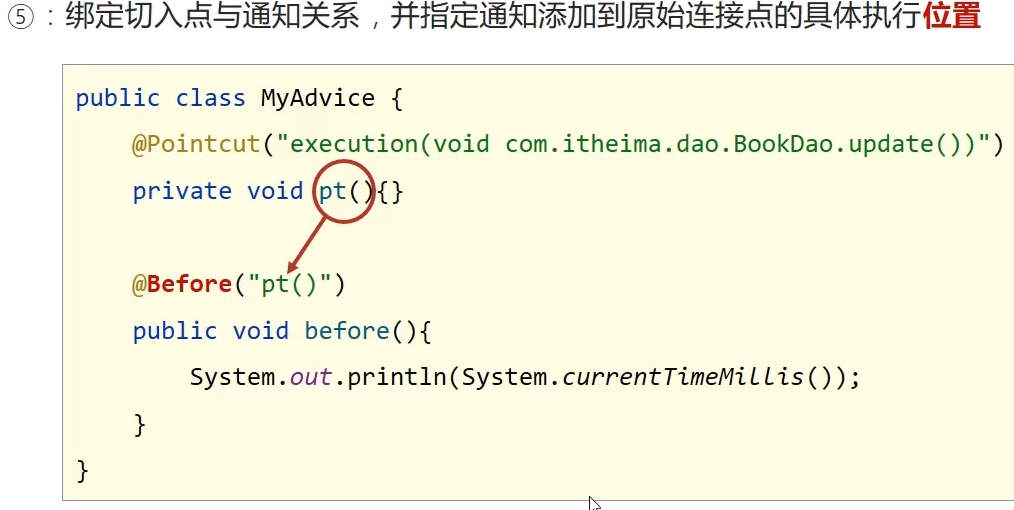 ⑤：绑定切入点与通知关系，并指定通知添加到原始连接点的具体执行位置
public class MyAdvice {
    @Pointcut("execution(void com.itheima.dao.BookDao.update())")
    private void pt(){}
    @Before("pt()")
    public void before(){
        System.out.println(System.currentTimeMillis());
    }
}